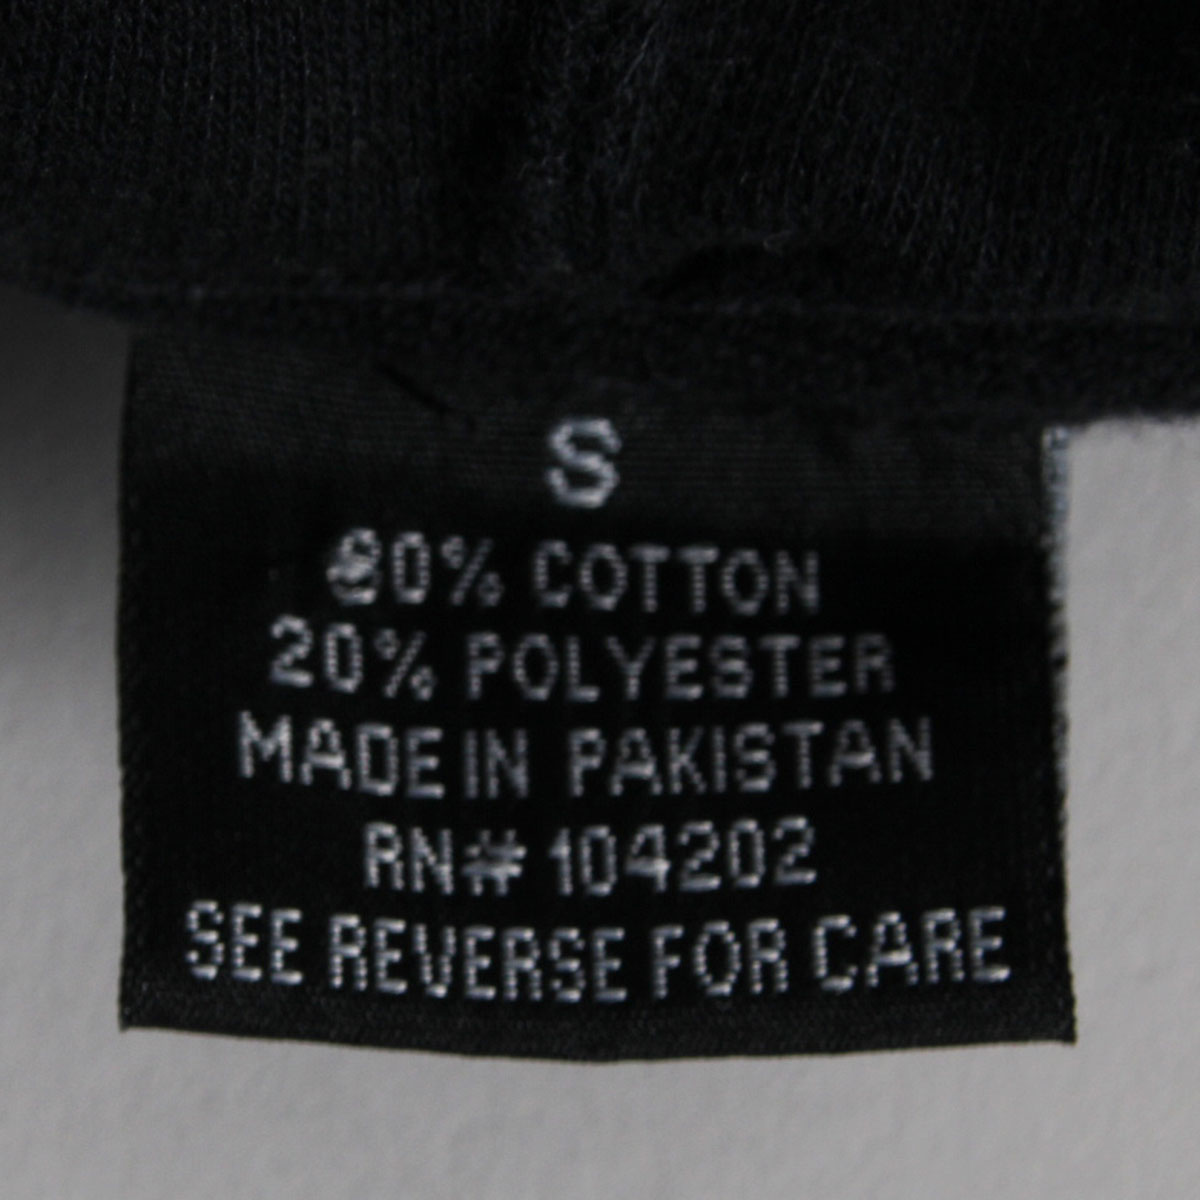 S
80% COTTON
20% POLYESTER
MADE IN PAKISTAN
RN# 104202
SEE REVERSE FOR CARE